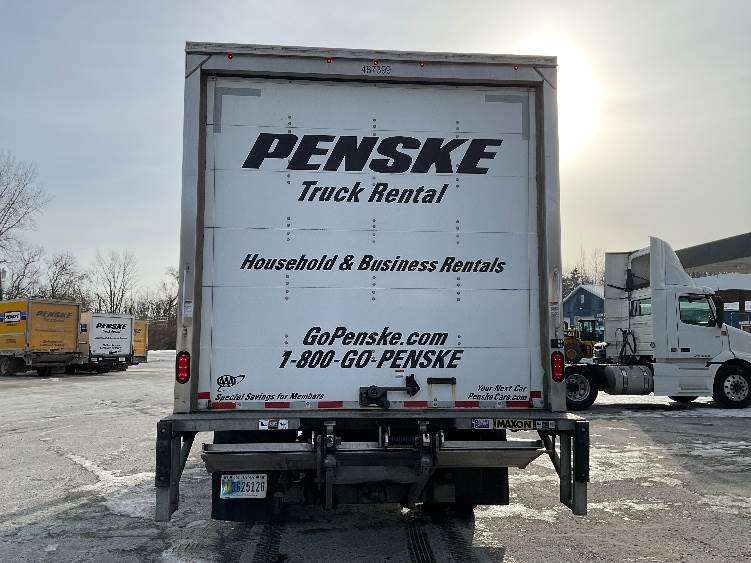 487399
PENSKE
Truck Rental
Household & Business Rentals
GoPenske.com
1-800-GO-PENSKE
AAA
Special Savings for Members
Your Next Car
PenskeCars.com
MAXON
PENSKE
PENSKE
PENSKE